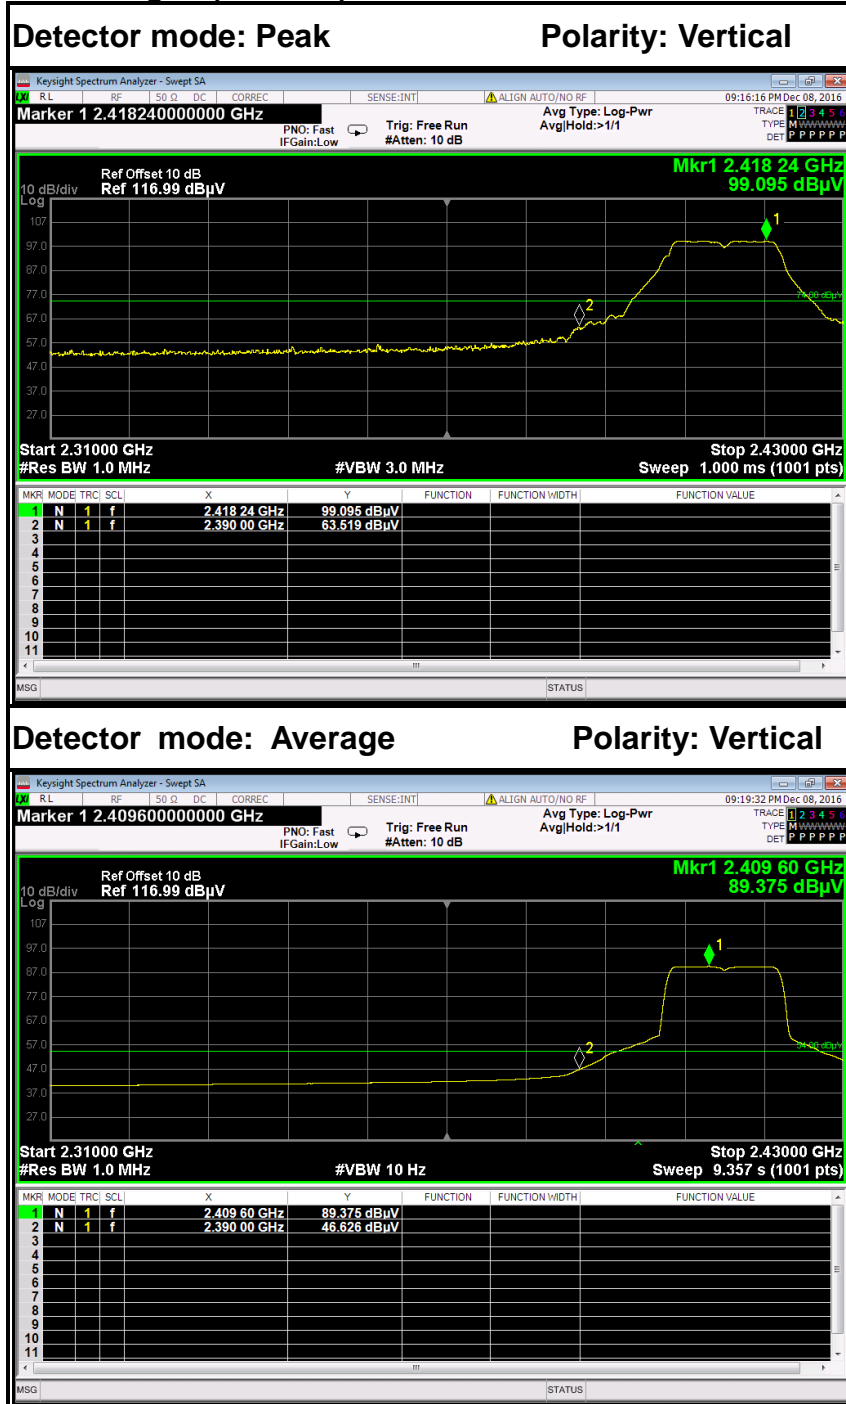 Detector mode: Peak Polarity: Vertical
Keysight Spectrum Analyzer - Swept SA
LXI RL RF 50 Ω DC CORREC SENSE:INT ALIGN AUTO/NO RF 09:16:16 PM Dec 08, 2016
Marker 1 2.418240000000 GHz Avg Type: Log-Pwr TRACE 1 2 3 4 5 6
PNO: Fast Trig: Free Run Avg|Hold:>1/1 TYPE M WWWWW
IFGain:Low #Atten: 10 dB DET P P P P P P
Mkr1 2.418 24 GHz
Ref Offset 10 dB
10 dB/div Ref 116.99 dBµV 99.095 dBµV
Log
107
1
97.0
87.0
77.0
74.00 dBµV
2
67.0
57.0
47.0
37.0
27.0
Start 2.31000 GHz Stop 2.43000 GHz
#Res BW 1.0 MHz #VBW 3.0 MHz Sweep 1.000 ms (1001 pts)
MKR MODE TRC SCL X Y FUNCTION FUNCTION WIDTH FUNCTION VALUE
1 N 1 f 2.418 24 GHz 99.095 dBµV
2 N 1 f 2.390 00 GHz 63.519 dBµV
3
4
5
6
7
8
9
10
11
MSG STATUS
Detector mode: Average Polarity: Vertical
Keysight Spectrum Analyzer - Swept SA
LXI RL RF 50 Ω DC CORREC SENSE:INT ALIGN AUTO/NO RF 09:19:32 PM Dec 08, 2016
Marker 1 2.409600000000 GHz Avg Type: Log-Pwr TRACE 1 2 3 4 5 6
PNO: Fast Trig: Free Run Avg|Hold:>1/1 TYPE M WWWWW
IFGain:Low #Atten: 10 dB DET P P P P P P
Mkr1 2.409 60 GHz
Ref Offset 10 dB
10 dB/div Ref 116.99 dBµV 89.375 dBµV
Log
107
1
97.0
87.0
77.0
67.0
57.0
54.00 dBµV
2
47.0
37.0
27.0
Start 2.31000 GHz Stop 2.43000 GHz
#Res BW 1.0 MHz #VBW 10 Hz Sweep 9.357 s (1001 pts)
MKR MODE TRC SCL X Y FUNCTION FUNCTION WIDTH FUNCTION VALUE
1 N 1 f 2.409 60 GHz 89.375 dBµV
2 N 1 f 2.390 00 GHz 46.626 dBµV
3
4
5
6
7
8
9
10
11
MSG STATUS